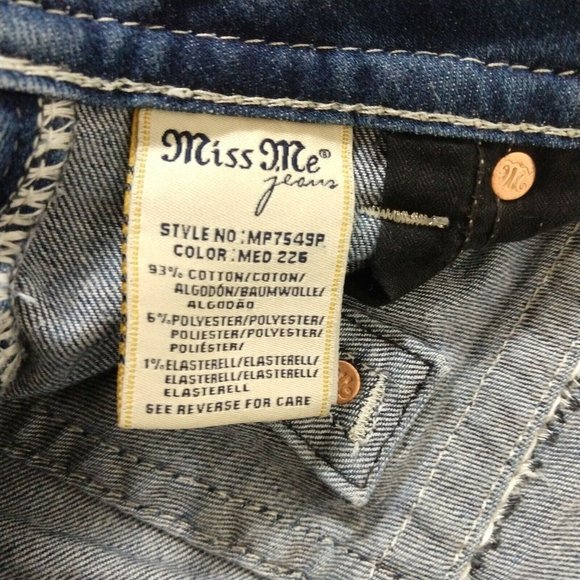 Miss Me®
jeans
STYLE NO.:MP7549P
COLOR:MED 226
93% COTTON/COTON/
ALGODÓN/BAUMWOLLE/
ALGODÃO
6%POLYESTER/POLYESTER/
POLIESTER/POLYESTER/
POLIÉSTER/
1%ELASTERELL/ELASTERELL/
ELASTERELL/ELASTERELL/
ELASTERELL
SEE REVERSE FOR CARE
M